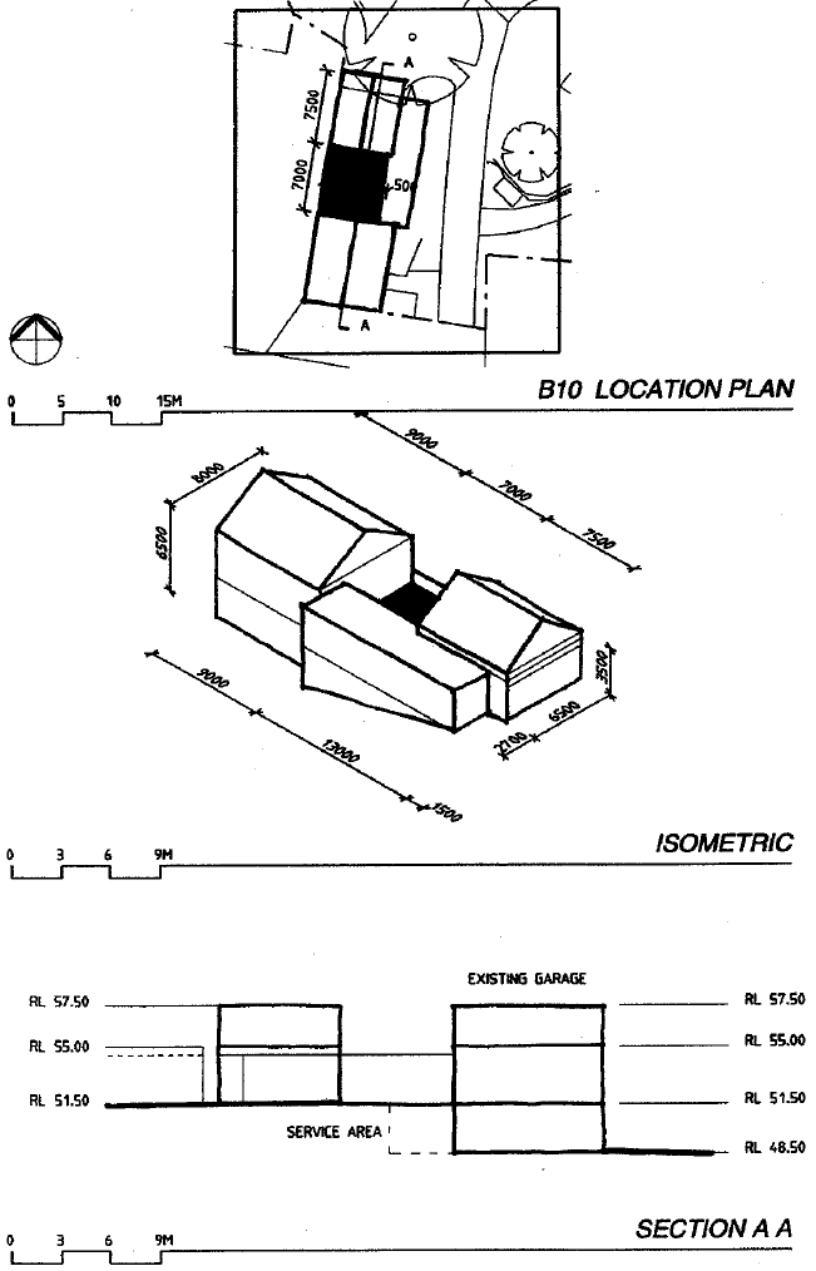 A
7500
7000
500
A
B10 LOCATION PLAN
0 5 10 15M
9000
8000
7000
6500
7500
9000
3500
6500
2700
13000
1500
ISOMETRIC
0 3 6 9M
EXISTING GARAGE
RL 57.50 RL 57.50
RL 55.00 RL 55.00
RL 51.50 RL 51.50
SERVICE AREA
RL 48.50
SECTION A A
0 3 6 9M